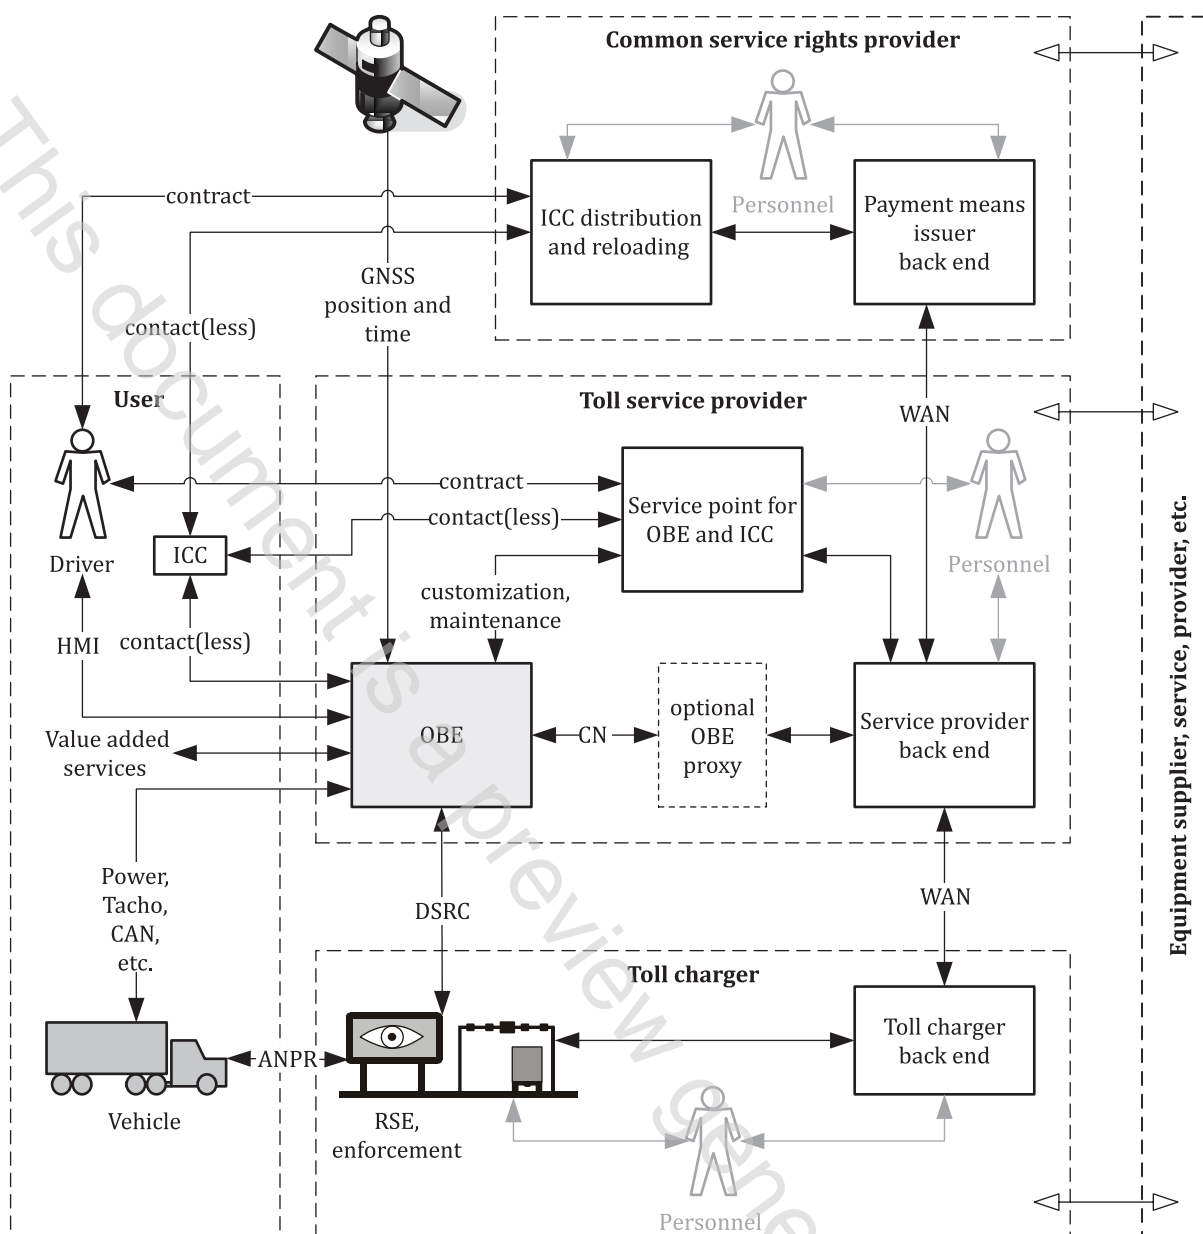 Common service rights provider
Personnel
ICC distribution
and reloading
Payment means
issuer
back end
contract
GNSS
position and
time
contact(less)
WAN
User
Toll service provider
Driver
ICC
contract
contact(less)
Service point for
OBE and ICC
Personnel
customization,
maintenance
HMI
contact(less)
Value added
services
OBE
CN
optional
OBE
proxy
Service provider
back end
Power,
Tacho,
CAN,
etc.
DSRC
WAN
Toll charger
Toll charger
back end
ANPR
Vehicle
RSE,
enforcement
Personnel
Equipment supplier, service, provider, etc.
This document is a preview gene